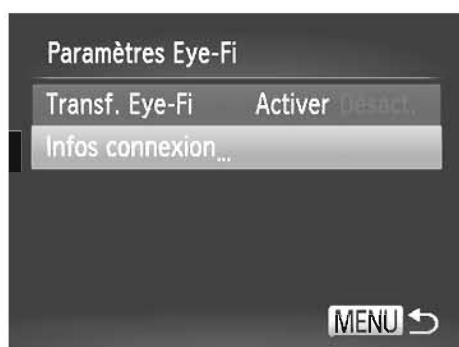 Paramètres Eye-Fi
Transf. Eye-Fi Activer Désact.
Infos connexion...
MENU